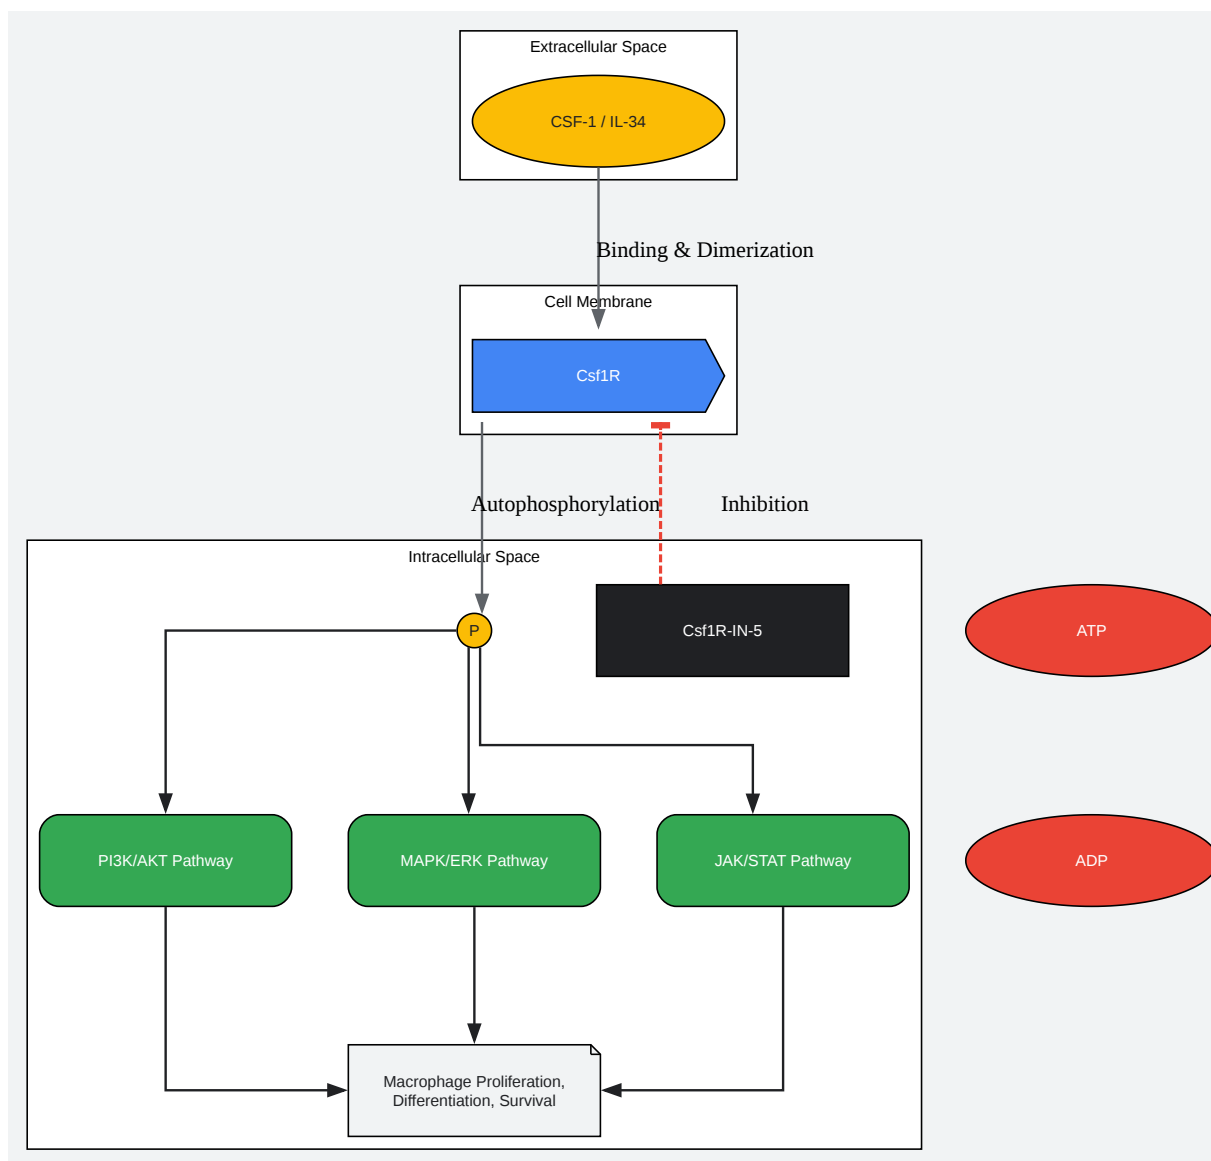 Extracellular Space
CSF-1 / IL-34
Binding & Dimerization
Cell Membrane
Csf1R
Autophosphorylation
Inhibition
Intracellular Space
P
Csf1R-IN-5
ATP
PI3K/AKT Pathway
MAPK/ERK Pathway
JAK/STAT Pathway
ADP
Macrophage Proliferation,
Differentiation, Survival